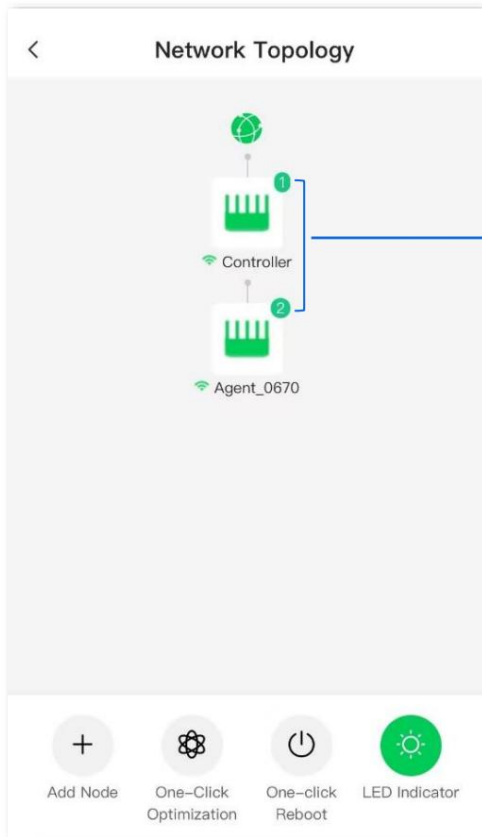 Network Topology
1
Controller
2
Agent_0670
Add Node
One-Click
Optimization
One-click
Reboot
LED Indicator